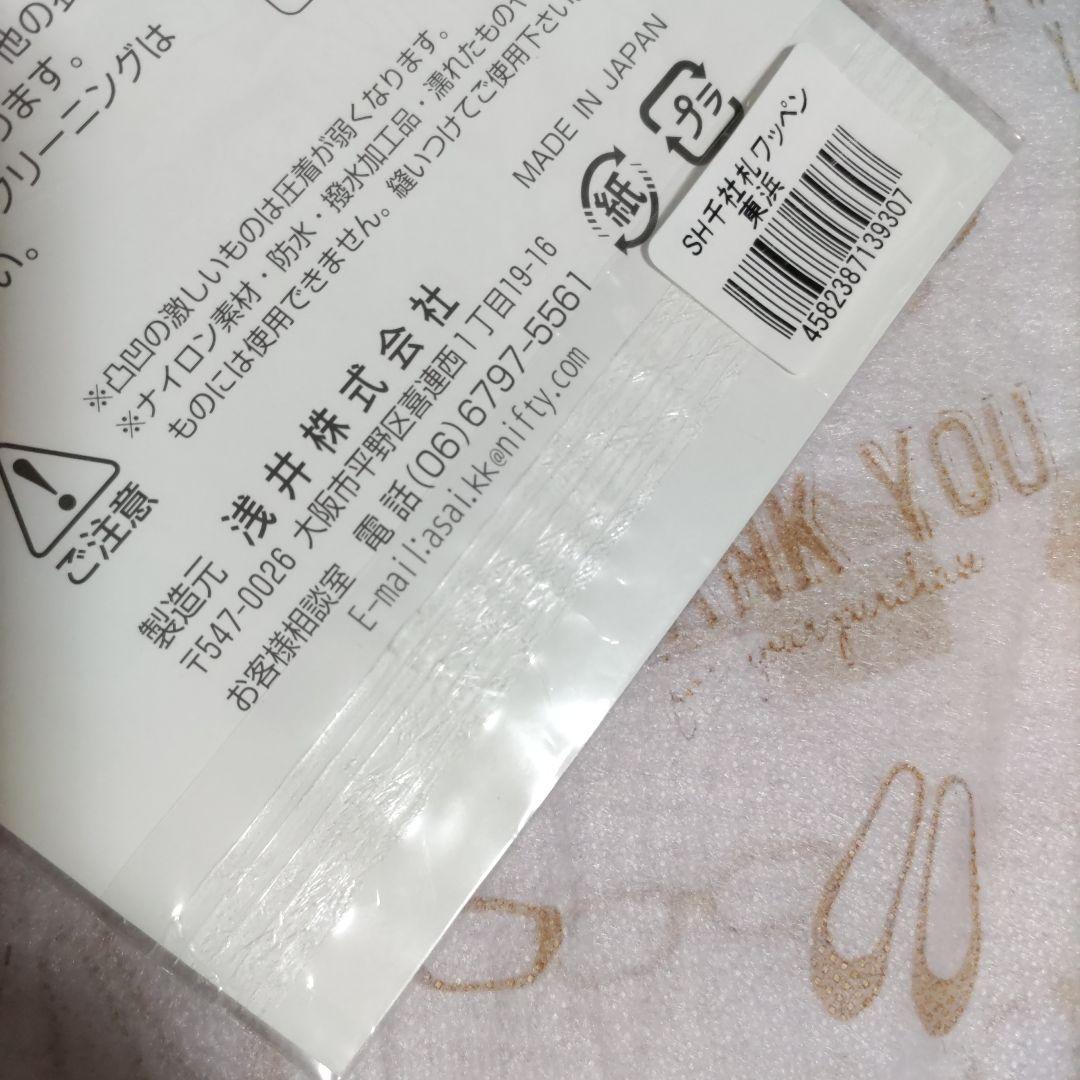 他の
ります。
クリーニングは
い。
※凸凹の激しいものは圧着が弱くなります。
※ナイロン素材・防水・撥水加工品・濡れたものや
ものには使用できません。縫いつけてご使用下さい
ご注意
MADE IN JAPAN
プラ
紙
製造元 浅井株式会社
〒547-0026 大阪市平野区喜連西1丁目19-16
お客様相談室 電話(06)6797-5561
E-mail:asai.kk@nifty.com
SH千社札ワッペン
東浜
4582387139307
THANK YOU